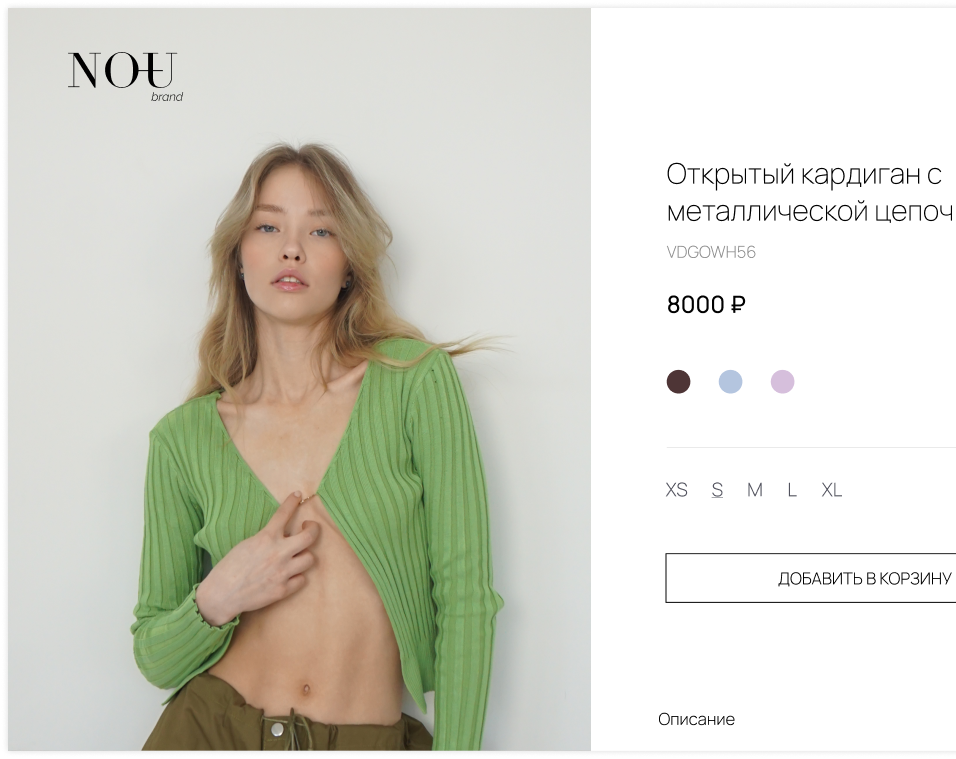 NOU
brand
Открытый кардиган с
металлической цепоч
VDGOWH56
8000 ₽
XS S M L XL
ДОБАВИТЬ В КОРЗИНУ
Описание